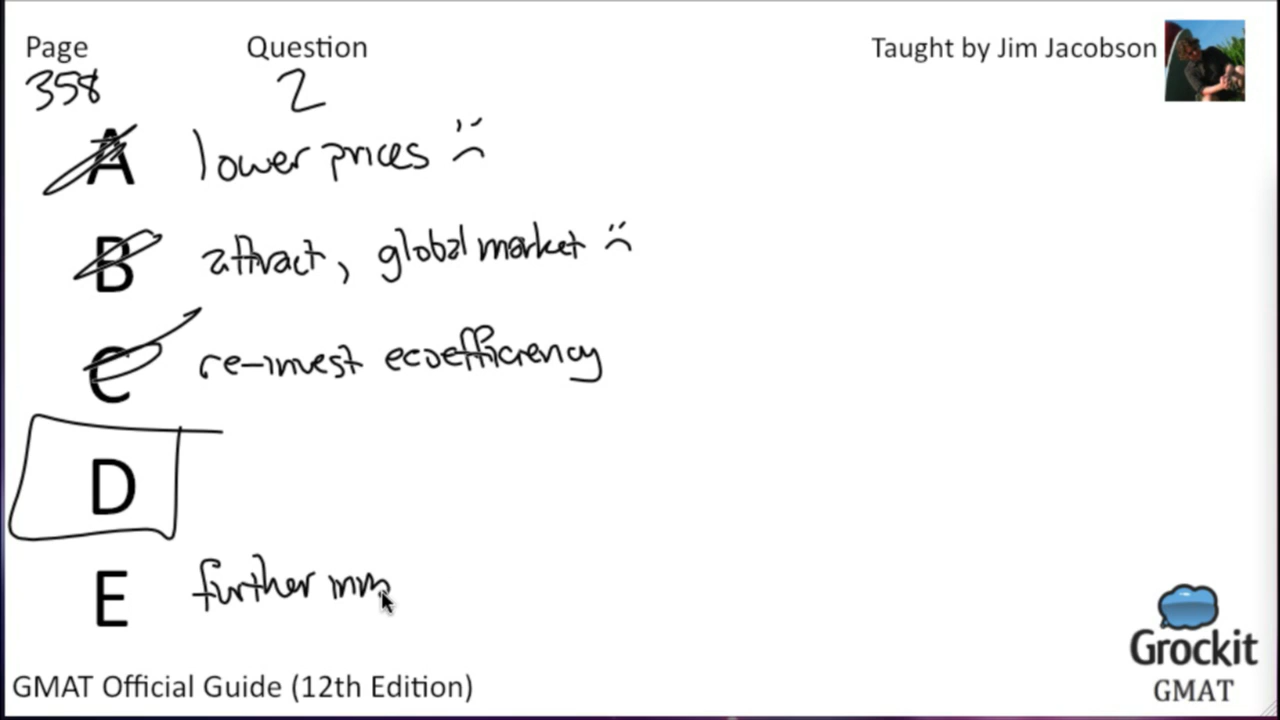 Page Question Taught by Jim Jacobson
358 2
A lower prices
B attract, global market
C re-invest ecoefficiency
D
E further
Grockit
GMAT
GMAT Official Guide (12th Edition)